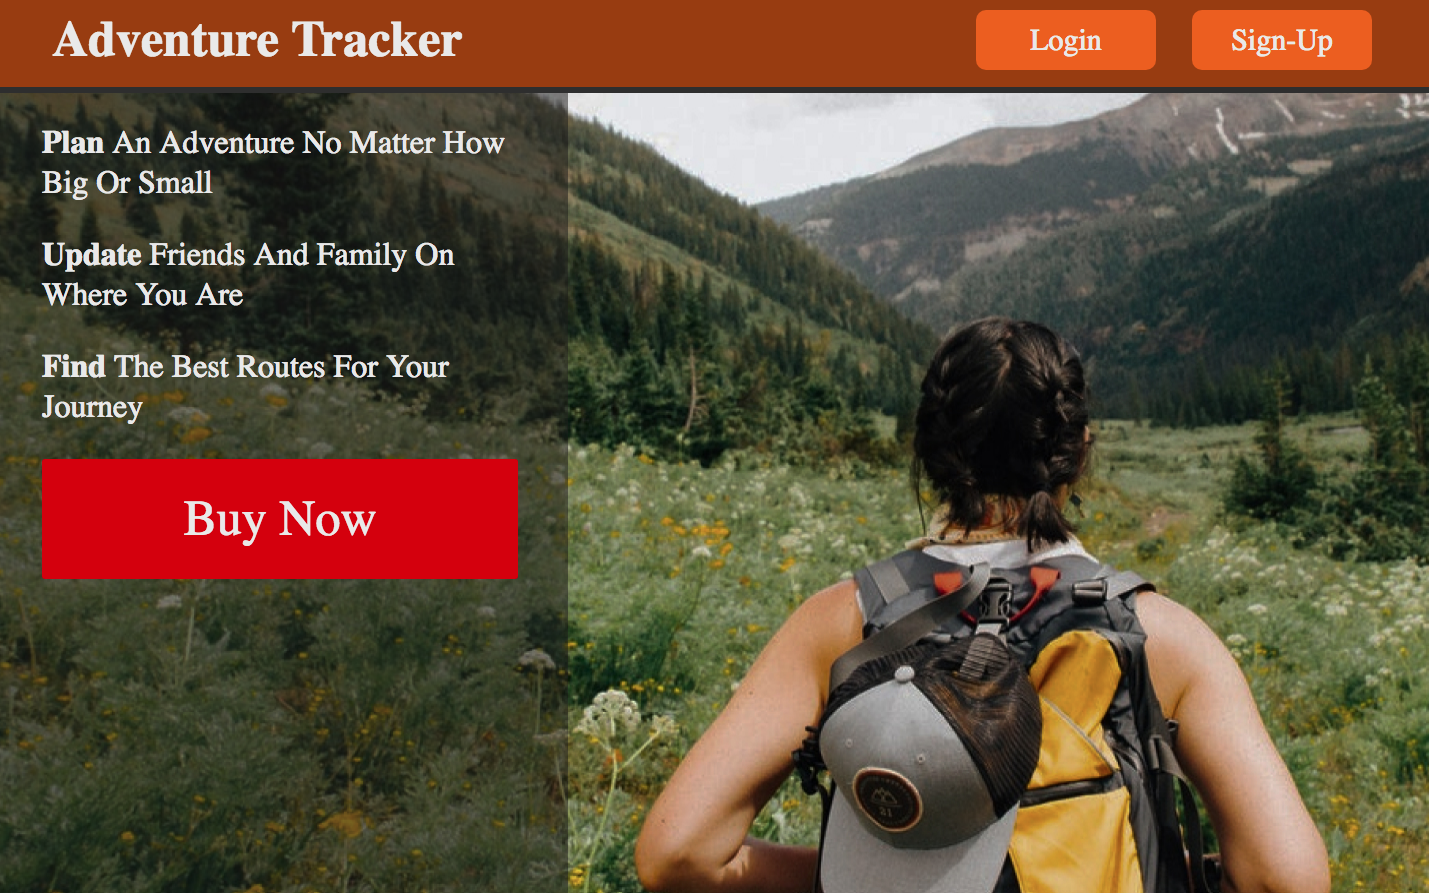 Adventure Tracker
Login
Sign-Up
Plan An Adventure No Matter How
Big Or Small
Update Friends And Family On
Where You Are
Find The Best Routes For Your
Journey
Buy Now
21